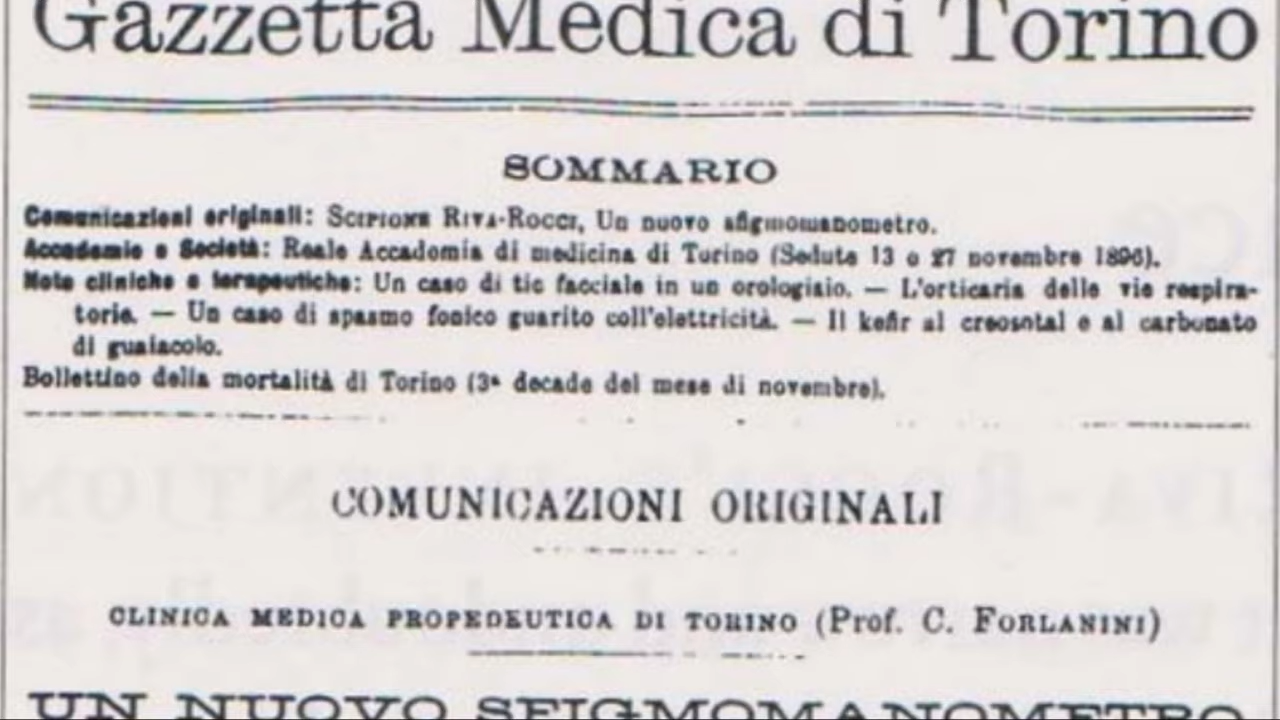 Gazzetta Medica di Torino
SOMMARIO
Comunicazioni originali: SCIPIONE RIVA-ROCCI, Un nuovo sfigmomanometro.
Accademie e Società: Reale Accademia di medicina di Torino (Sedute 13 e 27 novembre 1896).
Note cliniche e terapeutiche: Un caso di tic facciale in un orologiaio. — L'orticaria delle vie respira-
torie. — Un caso di spasmo fonico guarito coll'elettricità. — Il kefir al creosotal e al carbonato
di guaiacolo.
Bollettino della mortalità di Torino (3ª decade del mese di novembre).
COMUNICAZIONI ORIGINALI
CLINICA MEDICA PROPEDEUTICA DI TORINO (Prof. C. FORLANINI)
UN NUOVO SFIGMOMANOMETRO